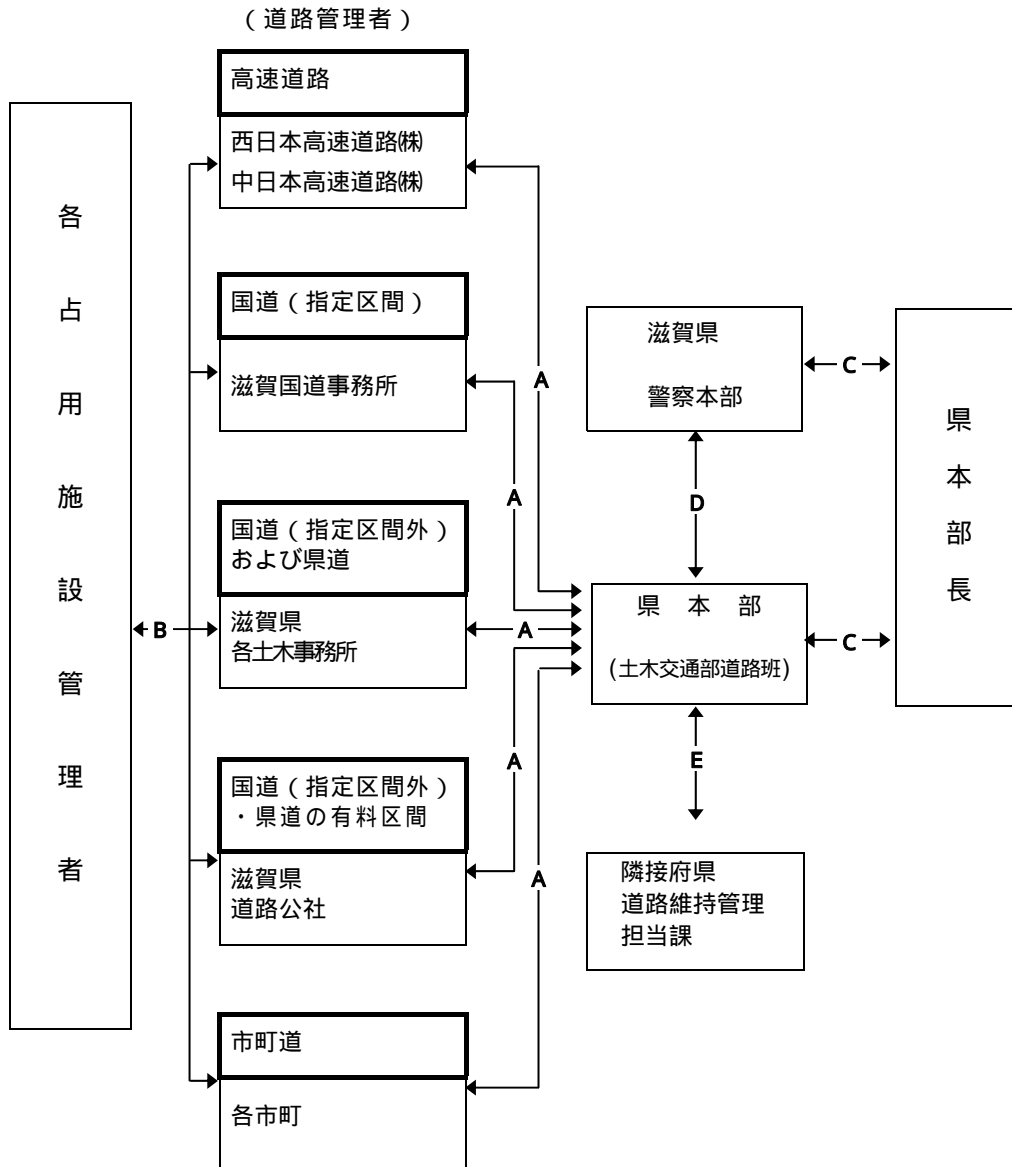 （道路管理者）
高速道路
西日本高速道路㈱
中日本高速道路㈱
各占用施設管理者
国道（指定区間）
滋賀国道事務所
国道（指定区間外）
および県道
滋賀県
各土木事務所
国道（指定区間外）
・県道の有料区間
滋賀県
道路公社
市町道
各市町
B
A
A
A
A
A
滋賀県
警察本部
D
県本部
(土木交通部道路班)
E
隣接府県
道路維持管理
担当課
C
C
県本部長